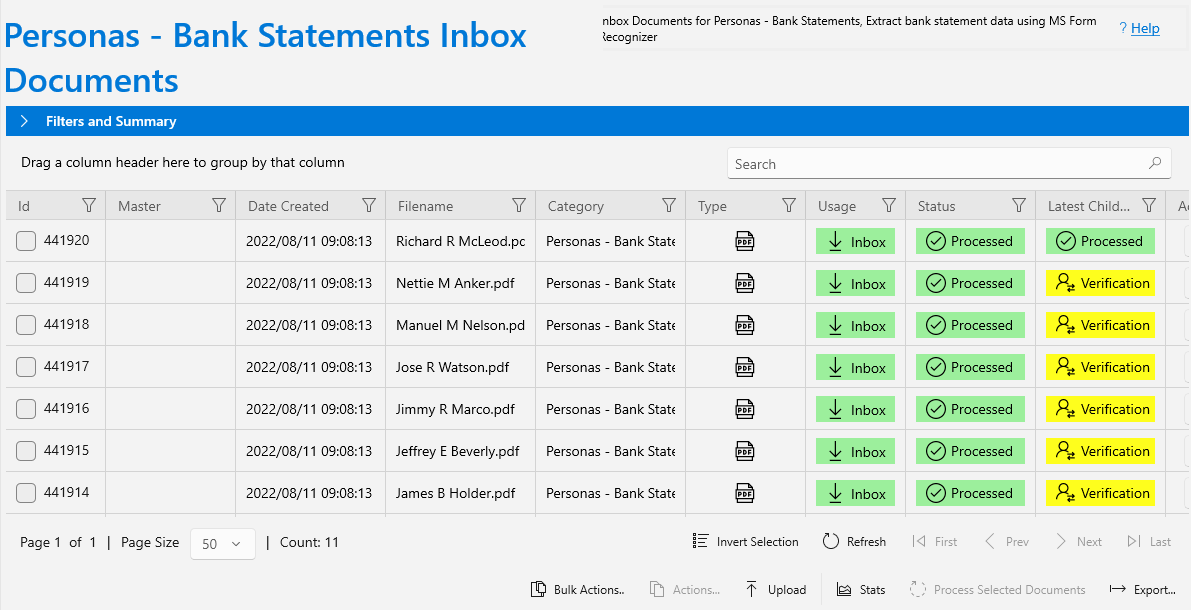 Personas - Bank Statements Inbox
Documents
nbox Documents for Personas - Bank Statements, Extract bank statement data using MS Form
Recognizer
? Help
Filters and Summary
Drag a column header here to group by that column
Search
Id Master Date Created Filename Category Type Usage Status Latest Child...
441920 2022/08/11 09:08:13 Richard R McLeod.pc Personas - Bank State PDF Inbox Processed Processed
441919 2022/08/11 09:08:13 Nettie M Anker.pdf Personas - Bank State PDF Inbox Processed Verification
441918 2022/08/11 09:08:13 Manuel M Nelson.pd Personas - Bank State PDF Inbox Processed Verification
441917 2022/08/11 09:08:13 Jose R Watson.pdf Personas - Bank State PDF Inbox Processed Verification
441916 2022/08/11 09:08:13 Jimmy R Marco.pdf Personas - Bank State PDF Inbox Processed Verification
441915 2022/08/11 09:08:13 Jeffrey E Beverly.pdf Personas - Bank State PDF Inbox Processed Verification
441914 2022/08/11 09:08:13 James B Holder.pdf Personas - Bank State PDF Inbox Processed Verification
Page 1 of 1 | Page Size 50 | Count: 11 Invert Selection Refresh First Prev Next Last
Bulk Actions.. Actions... Upload Stats Process Selected Documents Export...